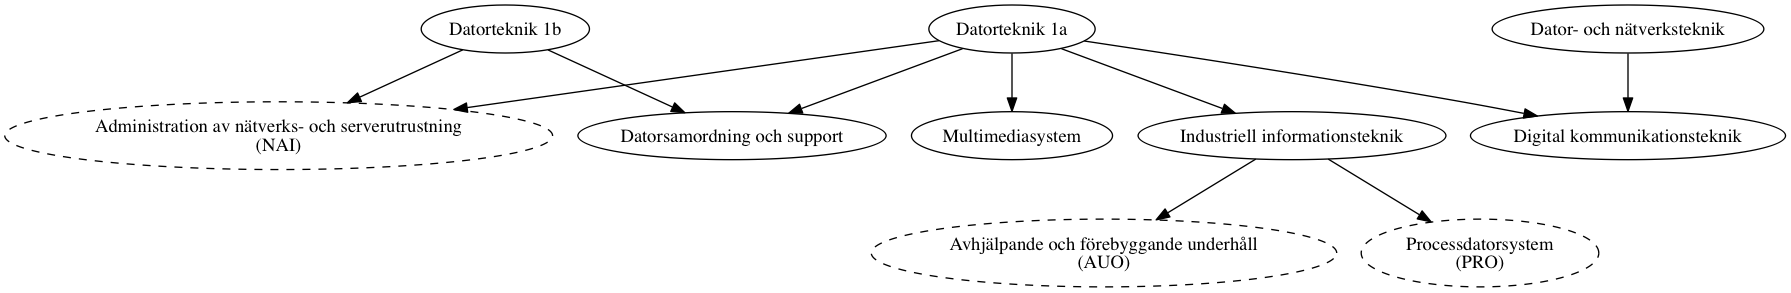 Datorteknik 1b
Datorteknik 1a
Dator- och nätverksteknik
Administration av nätverks- och serverutrustning
(NAI)
Datorsamordning och support
Multimediasystem
Industriell informationsteknik
Digital kommunikationsteknik
Avhjälpande och förebyggande underhåll
(AUO)
Processdatorsystem
(PRO)